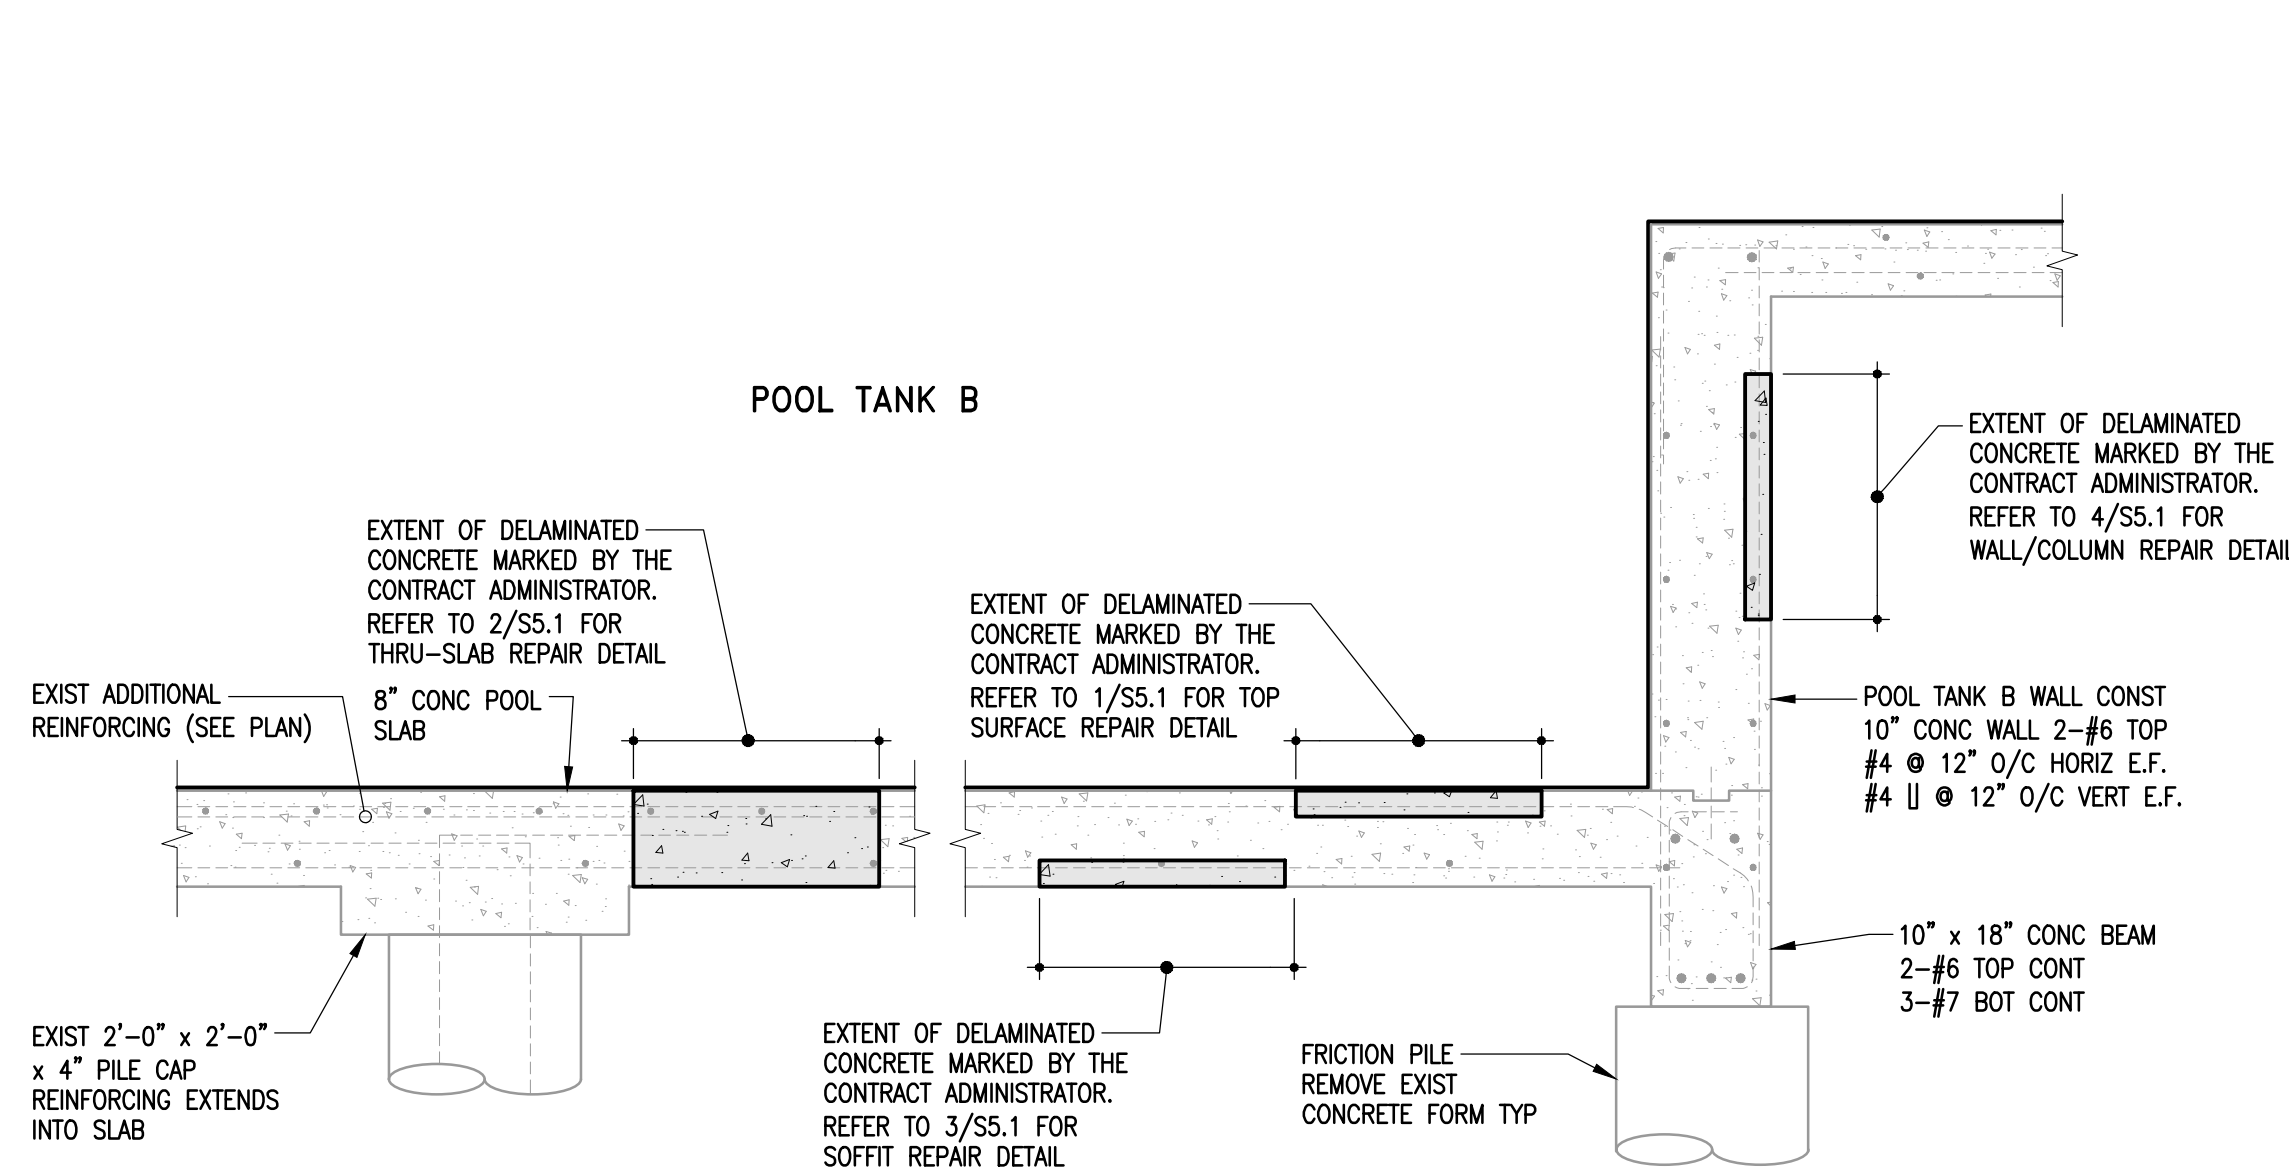 POOL TANK B
EXTENT OF DELAMINATED
CONCRETE MARKED BY THE
CONTRACT ADMINISTRATOR.
REFER TO 2/S5.1 FOR
THRU-SLAB REPAIR DETAIL
EXIST ADDITIONAL
REINFORCING (SEE PLAN)
8" CONC POOL
SLAB
EXTENT OF DELAMINATED
CONCRETE MARKED BY THE
CONTRACT ADMINISTRATOR.
REFER TO 1/S5.1 FOR TOP
SURFACE REPAIR DETAIL
EXTENT OF DELAMINATED
CONCRETE MARKED BY THE
CONTRACT ADMINISTRATOR.
REFER TO 4/S5.1 FOR
WALL/COLUMN REPAIR DETAIL
POOL TANK B WALL CONST
10" CONC WALL 2-#6 TOP
#4 @ 12" O/C HORIZ E.F.
#4 ⨆ @ 12" O/C VERT E.F.
10" x 18" CONC BEAM
2-#6 TOP CONT
3-#7 BOT CONT
EXIST 2'-0" x 2'-0"
x 4" PILE CAP
REINFORCING EXTENDS
INTO SLAB
EXTENT OF DELAMINATED
CONCRETE MARKED BY THE
CONTRACT ADMINISTRATOR.
REFER TO 3/S5.1 FOR
SOFFIT REPAIR DETAIL
FRICTION PILE
REMOVE EXIST
CONCRETE FORM TYP